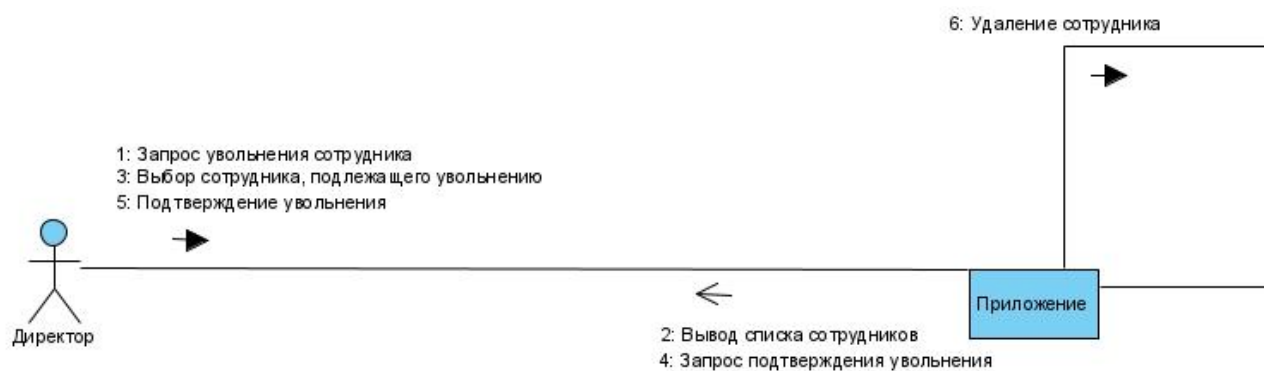 6: Удаление сотрудника
1: Запрос увольнения сотрудника
3: Выбор сотрудника, подлежащего увольнению
5: Подтверждение увольнения
Приложение
Директор
2: Вывод списка сотрудников
4: Запрос подтверждения увольнения